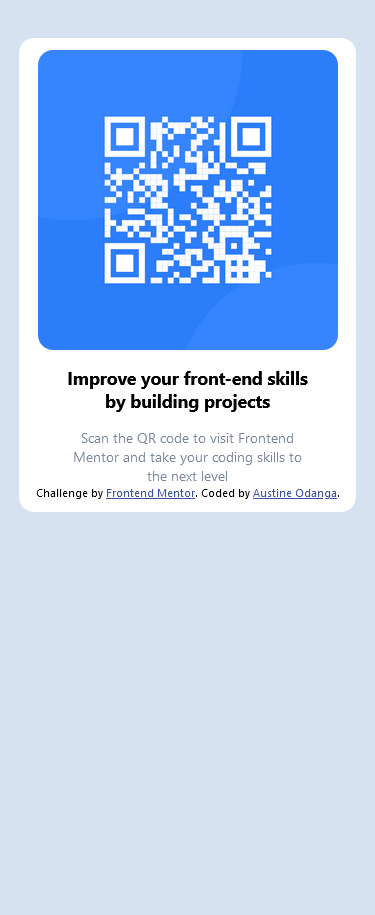 Improve your front-end skills
by building projects
Scan the QR code to visit Frontend
Mentor and take your coding skills to
the next level
Challenge by Frontend Mentor. Coded by Austine Odanga.